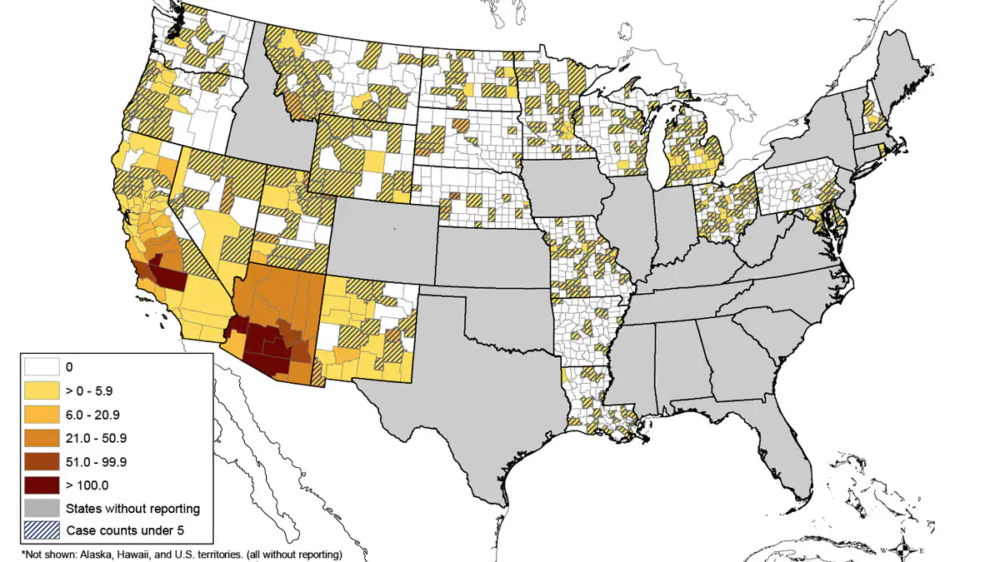 0
> 0 - 5.9
6.0 - 20.9
21.0 - 50.9
51.0 - 99.9
> 100.0
States without reporting
Case counts under 5
*Not shown: Alaska, Hawaii, and U.S. territories. (all without reporting)
N
W E
S